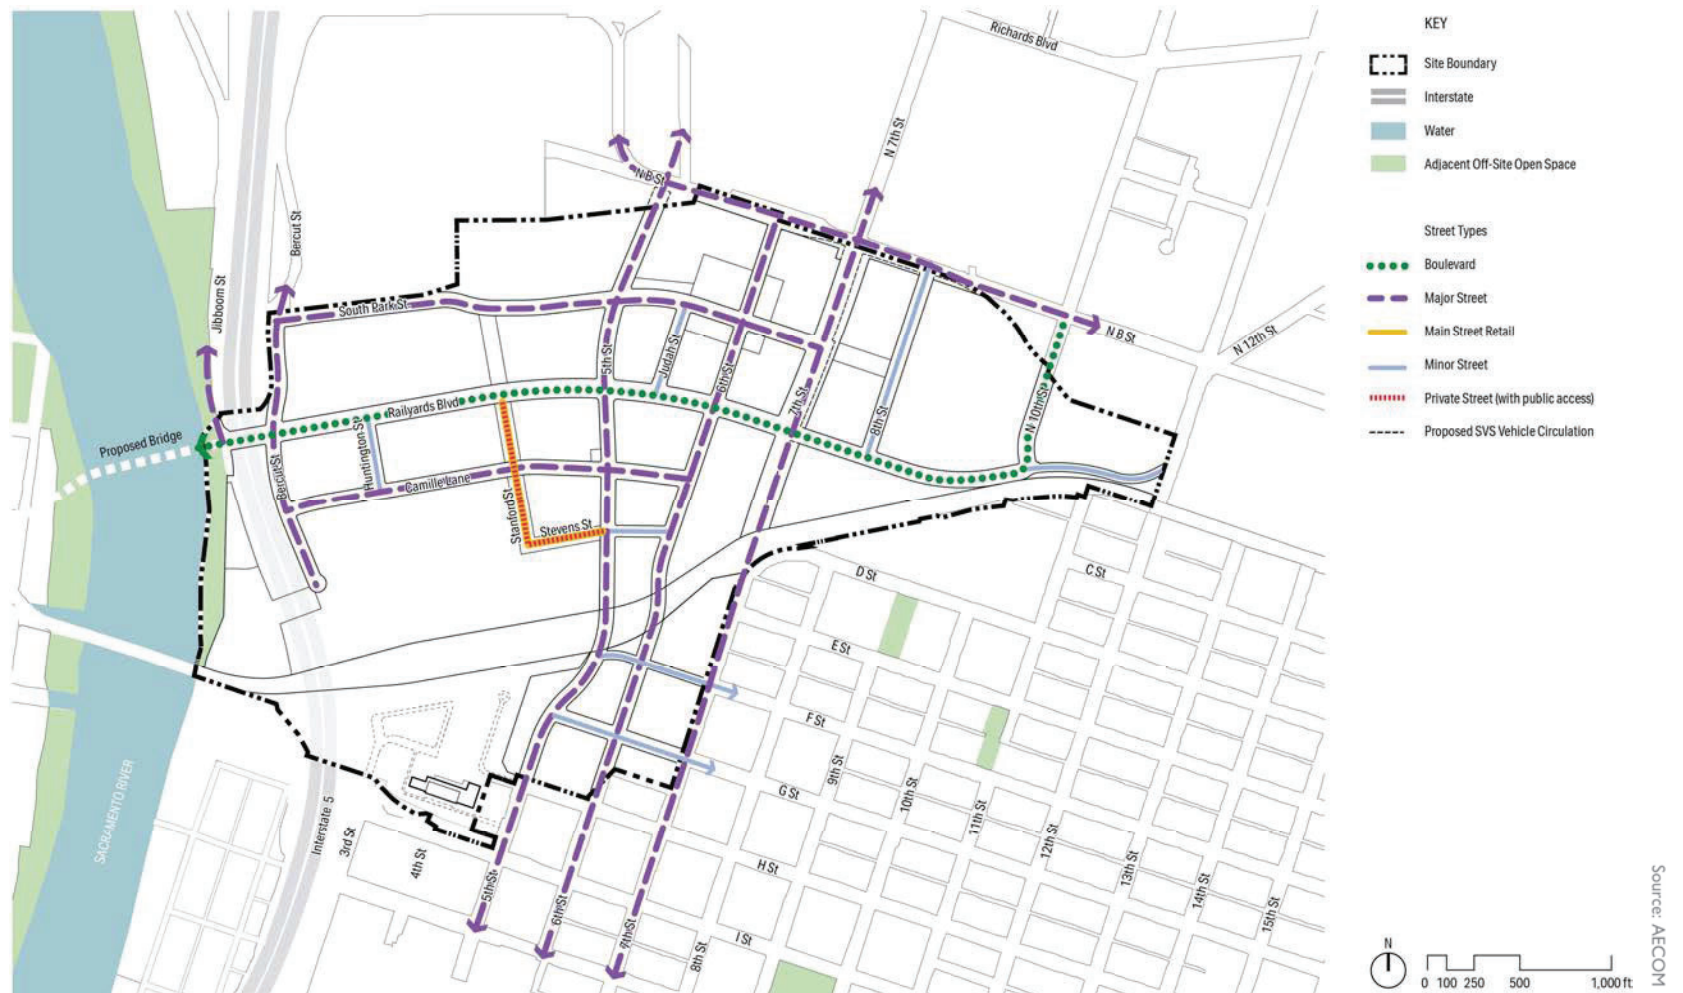 Richards Blvd
N 7th St
N B St
Bercut St
Jibboom St
South Park St
Judah St
5th St
6th St
7th St
8th St
N 10th St
N B St
N 12th St
Railyards Blvd
Proposed Bridge
Huntington St
Bercut St
Camille Lane
Stanford St
Stevens St
D St
C St
E St
F St
G St
H St
I St
9th St
10th St
11th St
12th St
13th St
14th St
15th St
SACRAMENTO RIVER
Interstate 5
3rd St
4th St
5th St
6th St
7th St
8th St
KEY
Site Boundary
Interstate
Water
Adjacent Off-Site Open Space
Street Types
Boulevard
Major Street
Main Street Retail
Minor Street
Private Street (with public access)
Proposed SVS Vehicle Circulation
N
0 100 250 500 1,000 ft
Source: AECOM